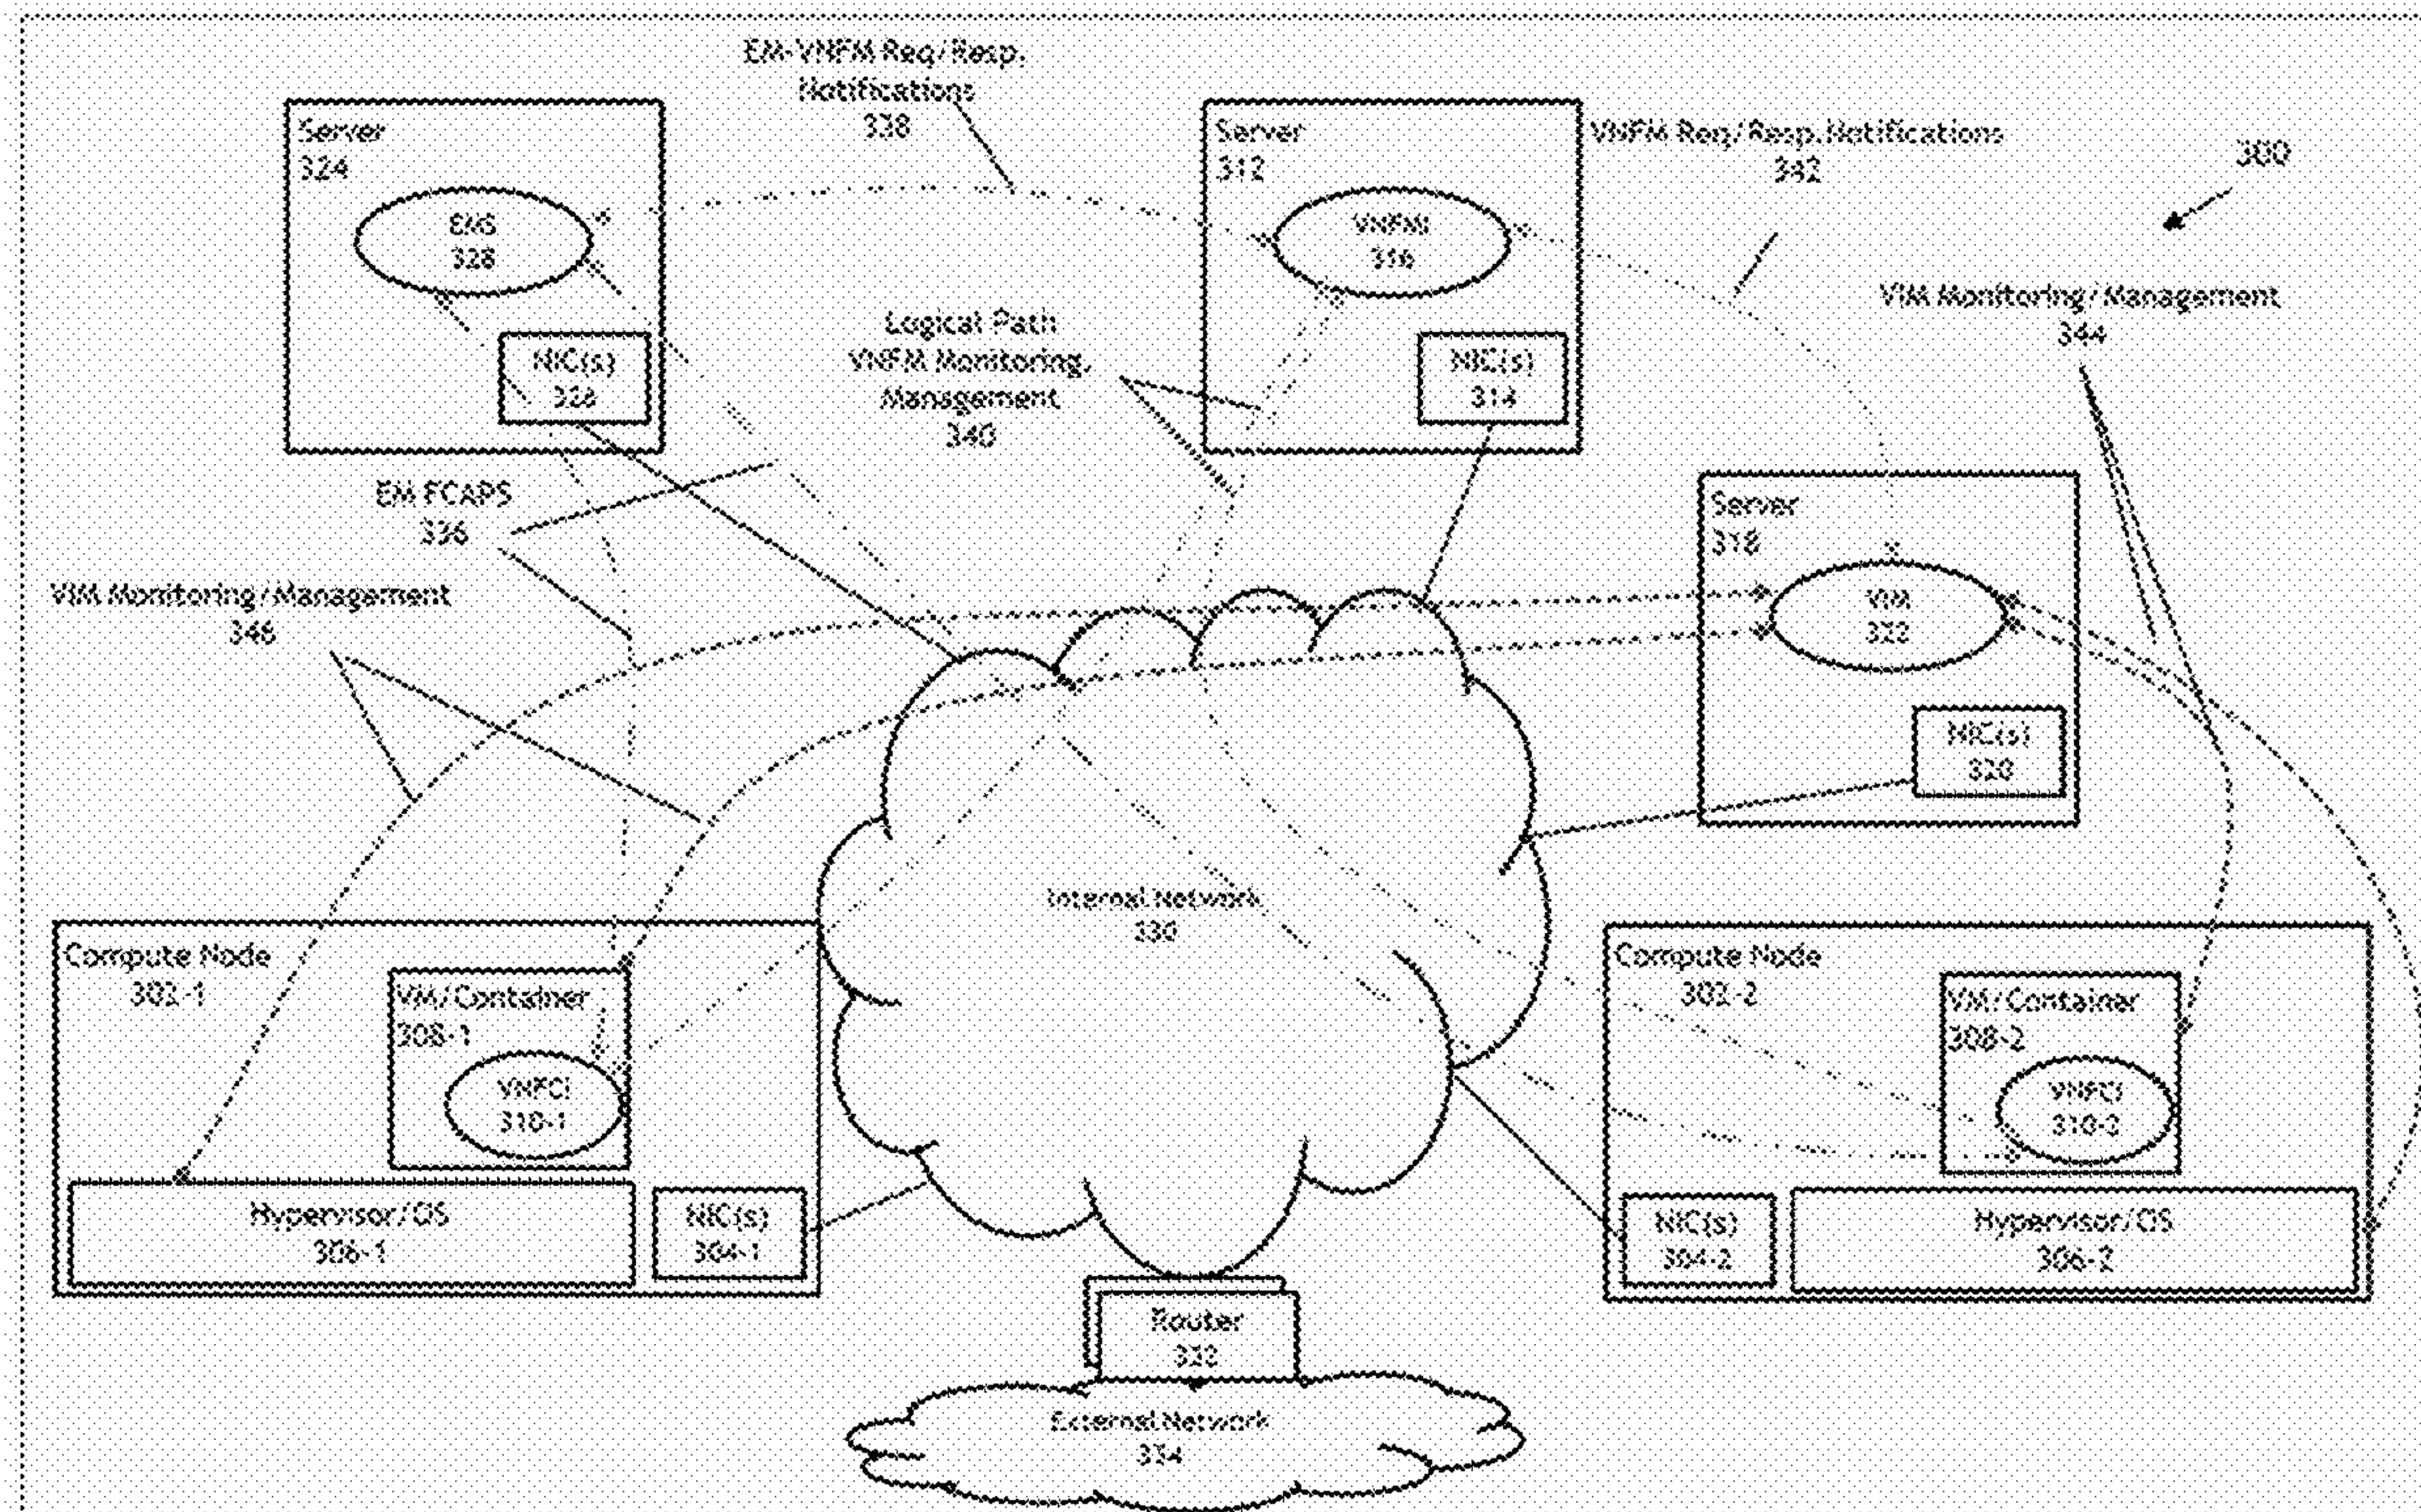 EM-VNFM Req/Resp.
Notifications
338
Server
324
EMS
328
NIC(s)
326
Server
312
VNFMI
316
NIC(s)
314
VNFM Req/Resp.Notifications
342
300
VIM Monitoring/Management
344
Logical Path
VNFM Monitoring,
Management
340
EM FCAPS
336
VIM Monitoring/Management
346
Server
318
VIM
322
NIC(s)
320
Internal Network
330
Compute Node
302-1
VM/Container
308-1
VNFCI
310-1
Hypervisor/OS
306-1
NIC(s)
304-1
Compute Node
302-2
VM/Container
308-2
VNFCI
310-2
NIC(s)
304-2
Hypervisor/OS
306-2
Router
332
External Network
334